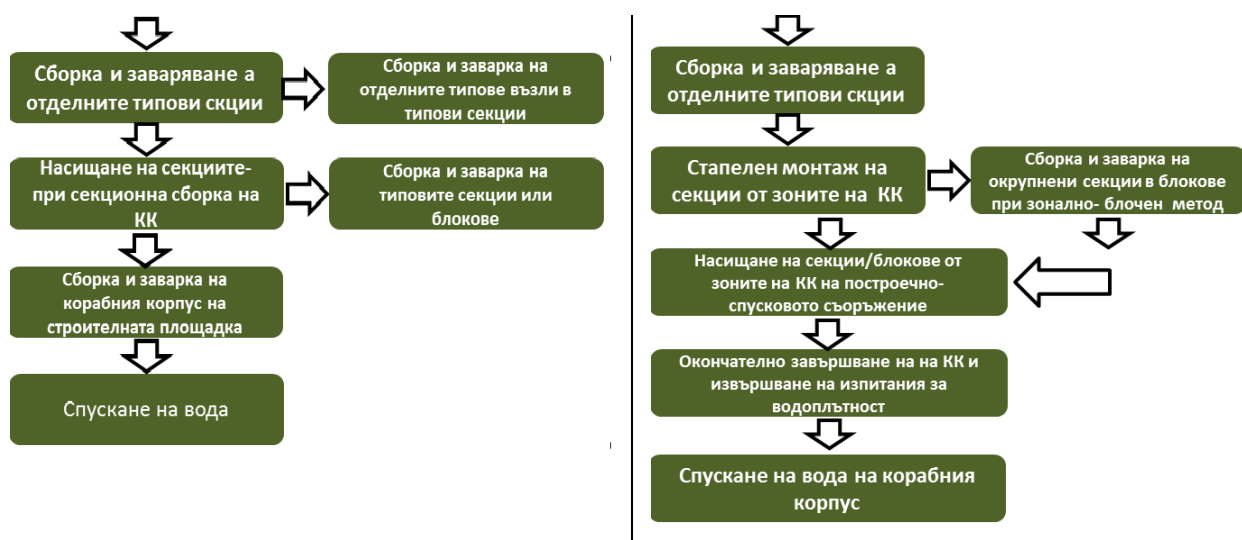 Сборка и заваряване а
отделните типови скции
Сборка и заварка на
отделните типове възли в
типови секции
Насищане на секциите-
при секционна сборка на
КК
Сборка и заварка на
типовите секции или
блокове
Сборка и заварка на
корабния корпус на
строителната площадка
Спускане на вода
Сборка и заваряване а
отделните типови скции
Стапелен монтаж на
секции от зоните на КК
Сборка и заварка на
окрупнени секции в блокове
при зонално- блочен метод
Насищане на секции/блокове от
зоните на КК на построечно-
спусковото съоръжение
Окончателно завършване на на КК и
извършване на изпитания за
водоплътност
Спускане на вода на корабния
корпус